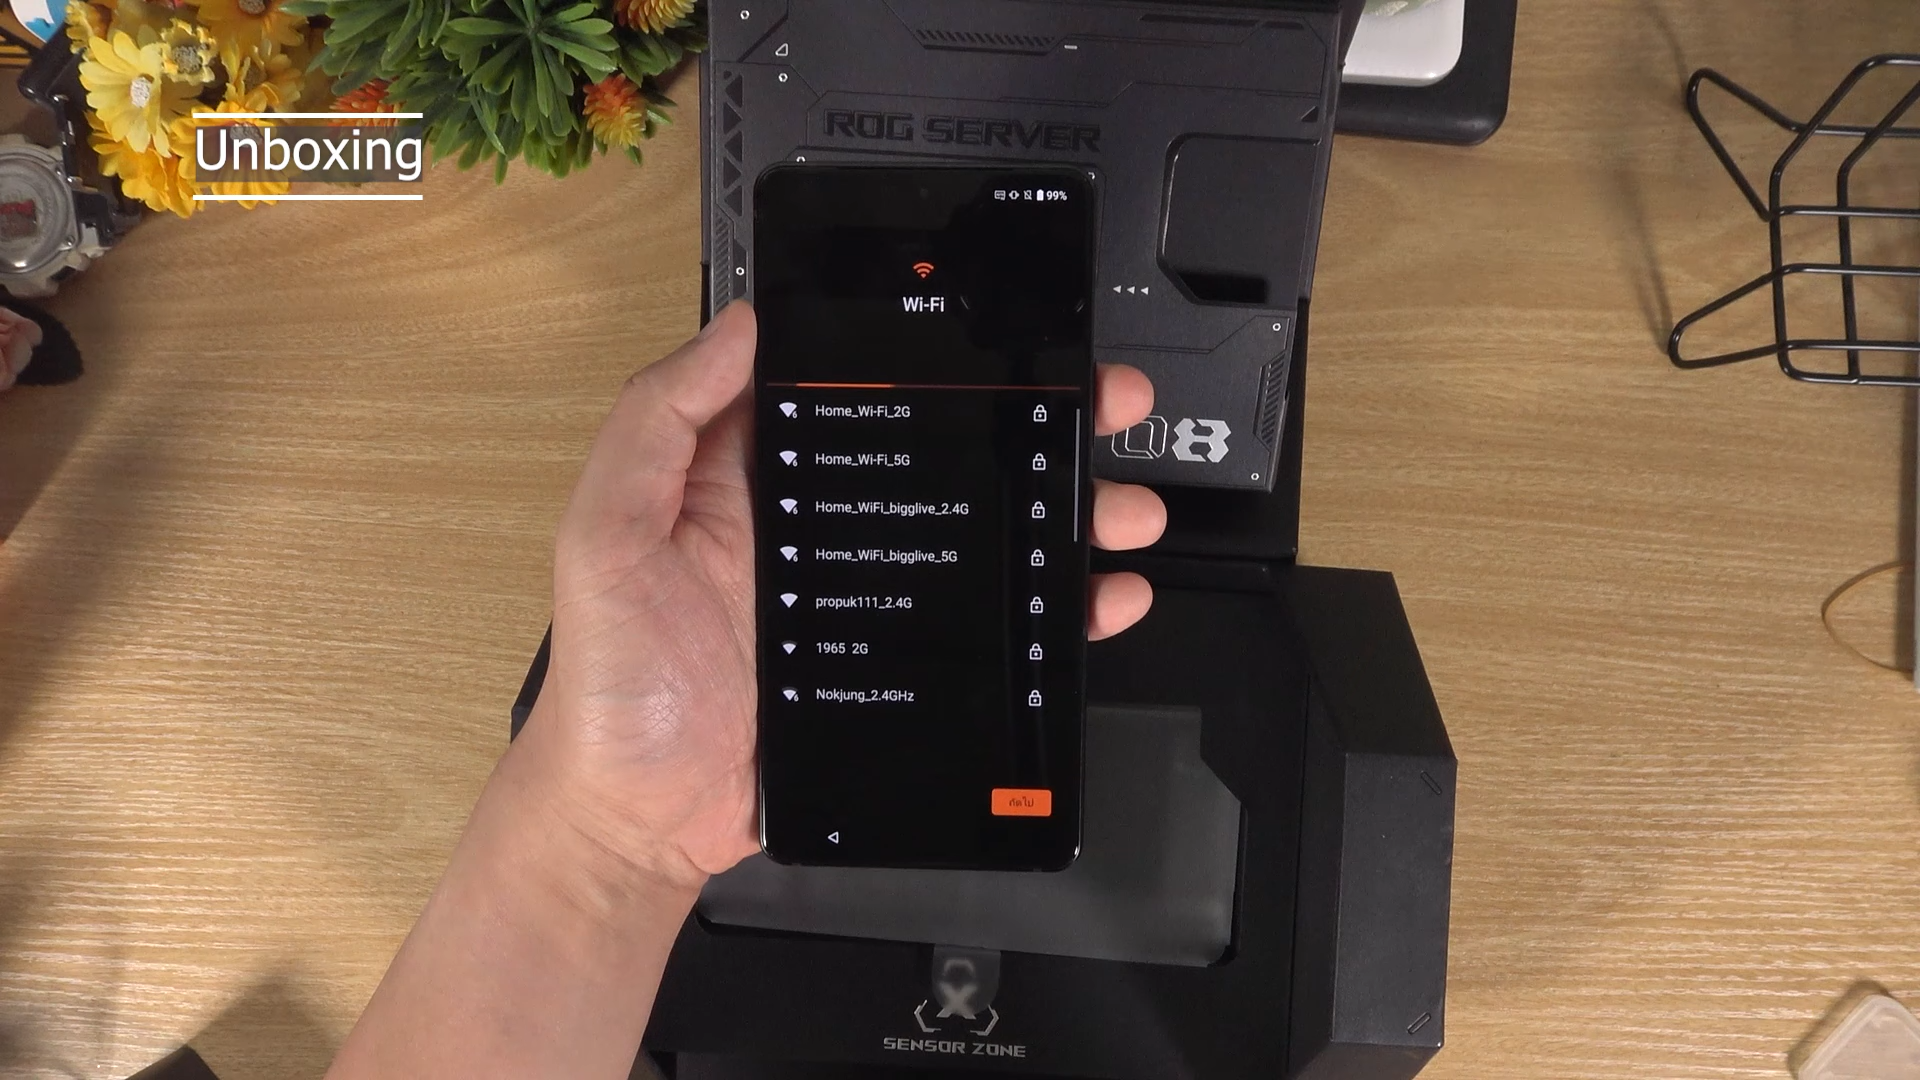 Unboxing
ROG SERVER
99%
Wi-Fi
Home_Wi-Fi_2G
Home_Wi-Fi_5G
Home_WiFi_bigglive_2.4G
Home_WiFi_bigglive_5G
propuk111_2.4G
1965 2G
Nokjung_2.4GHz
08
ถัดไป
SENSOR ZONE